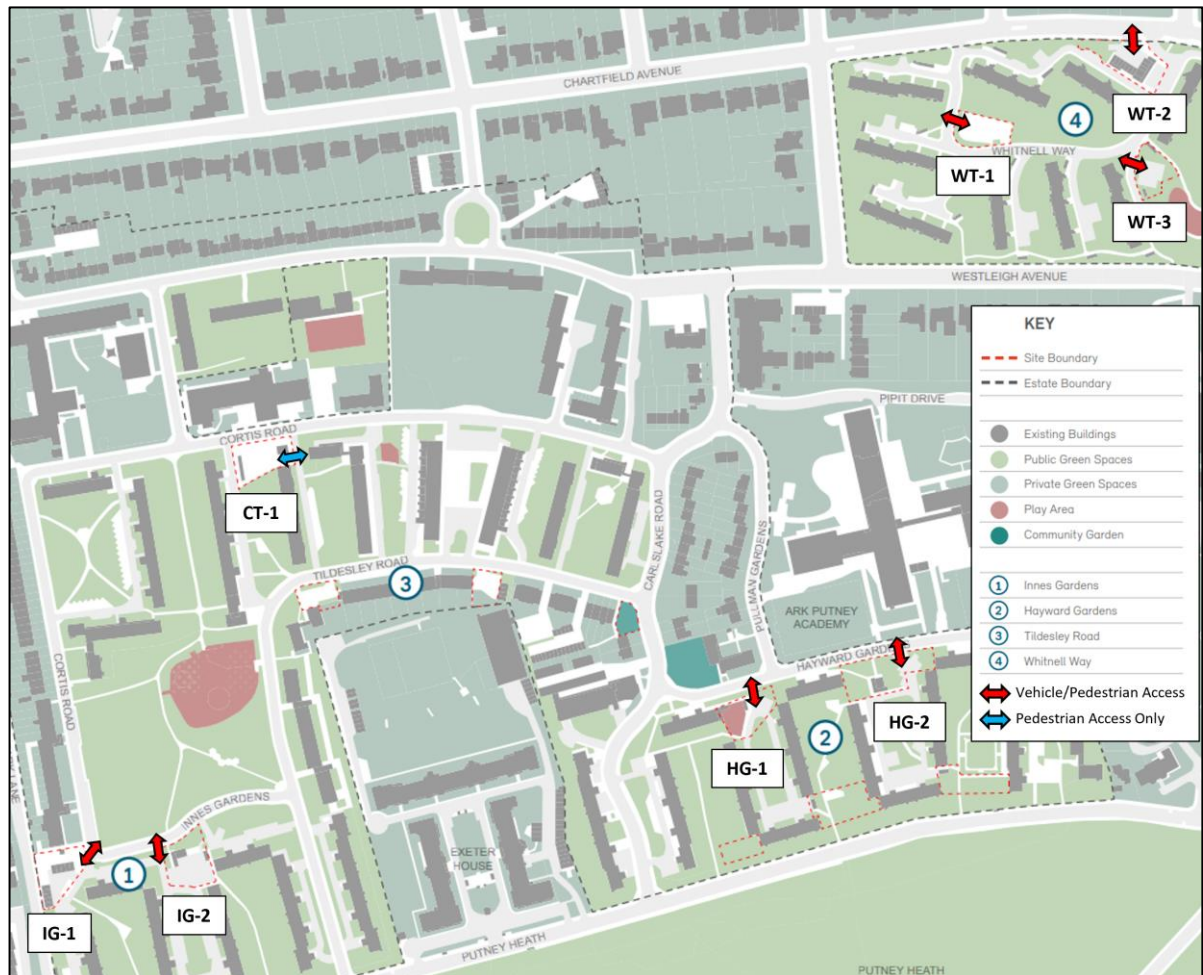 CHARTFIELD AVENUE
WT-2
4
WHITNELL WAY
WT-1
WT-3
WESTLEIGH AVENUE
KEY
Site Boundary
Estate Boundary
Existing Buildings
Public Green Spaces
Private Green Spaces
Play Area
Community Garden
1 Innes Gardens
2 Hayward Gardens
3 Tildesley Road
4 Whitnell Way
Vehicle/Pedestrian Access
Pedestrian Access Only
PIPIT DRIVE
CORTIS ROAD
CT-1
TILDESLEY ROAD
3
CARLSLAKE ROAD
PULLMAN GARDENS
ARK PUTNEY
ACADEMY
HAYWARD
CORTIS ROAD
HG-2
2
HG-1
INNES GARDENS
LANE
1
EXETER
HOUSE
IG-2
IG-1
PUTNEY HEATH
PUTNEY HEATH